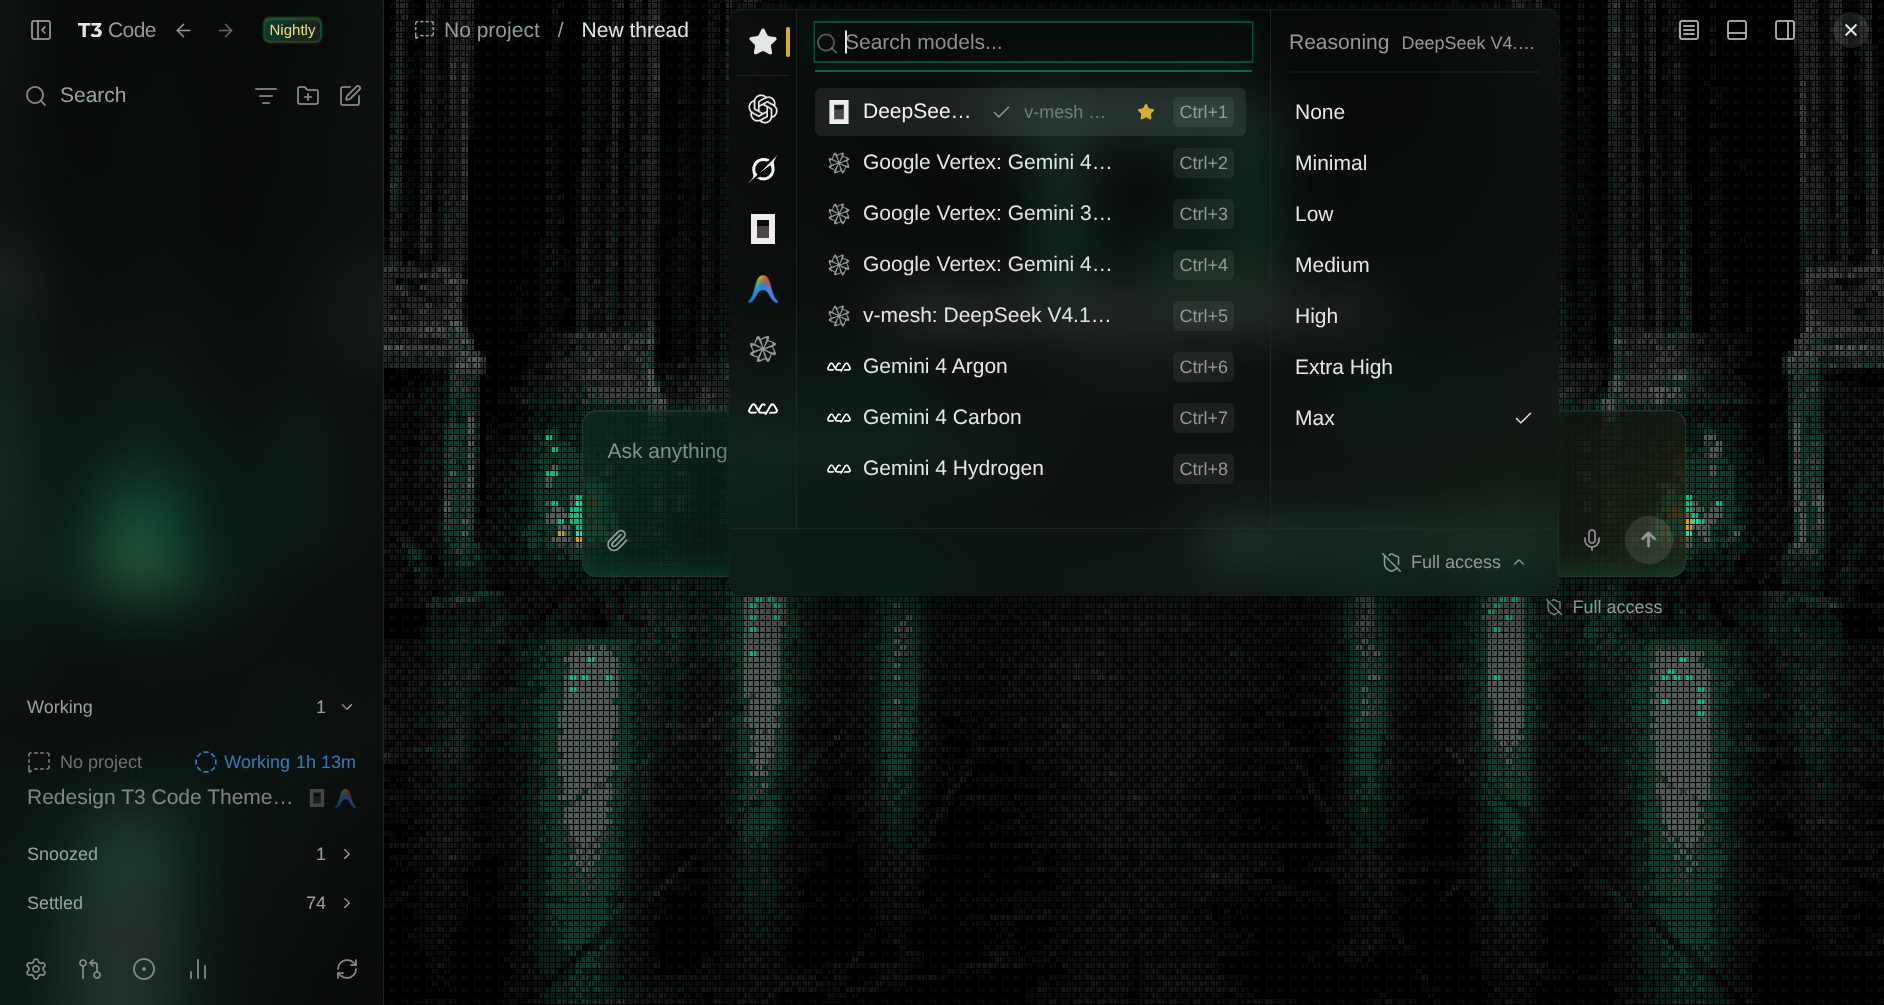 T3 Code
Nightly
Search
Working 1
No project Working 1h 13m
Redesign T3 Code Theme...
Snoozed 1
Settled 74
No project / New thread
Ask anything
Full access
Search models...
DeepSee... v-mesh ... Ctrl+1
Google Vertex: Gemini 4... Ctrl+2
Google Vertex: Gemini 3... Ctrl+3
Google Vertex: Gemini 4... Ctrl+4
v-mesh: DeepSeek V4.1... Ctrl+5
Gemini 4 Argon Ctrl+6
Gemini 4 Carbon Ctrl+7
Gemini 4 Hydrogen Ctrl+8
Reasoning DeepSeek V4....
None
Minimal
Low
Medium
High
Extra High
Max
Full access